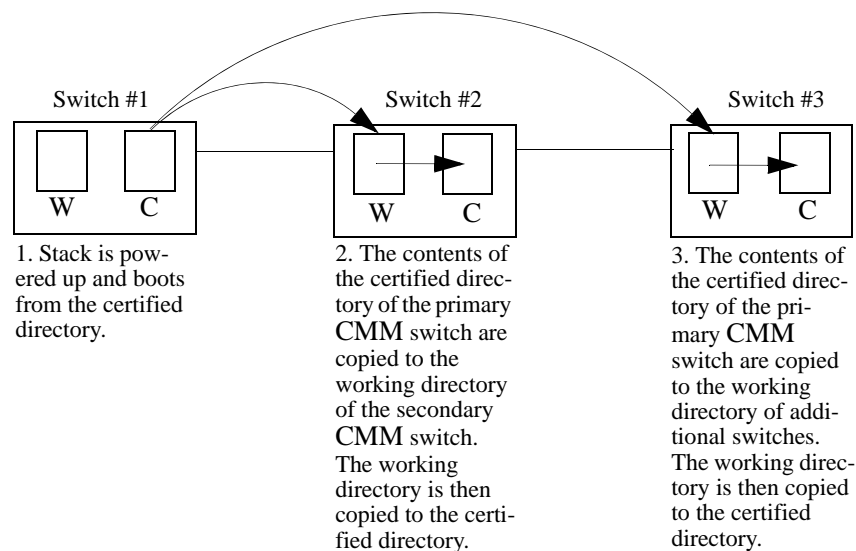 Switch #1
Switch #2
Switch #3
W
C
W
C
W
C
1. Stack is pow-
ered up and boots
from the certified
directory.
2. The contents of
the certified direc-
tory of the primary
CMM switch are
copied to the
working directory
of the secondary
CMM switch.
The working
directory is then
copied to the certi-
fied directory.
3. The contents of
the certified direc-
tory of the pri-
mary CMM
switch are copied
to the working
directory of addi-
tional switches.
The working direc-
tory is then copied
to the certified
directory.